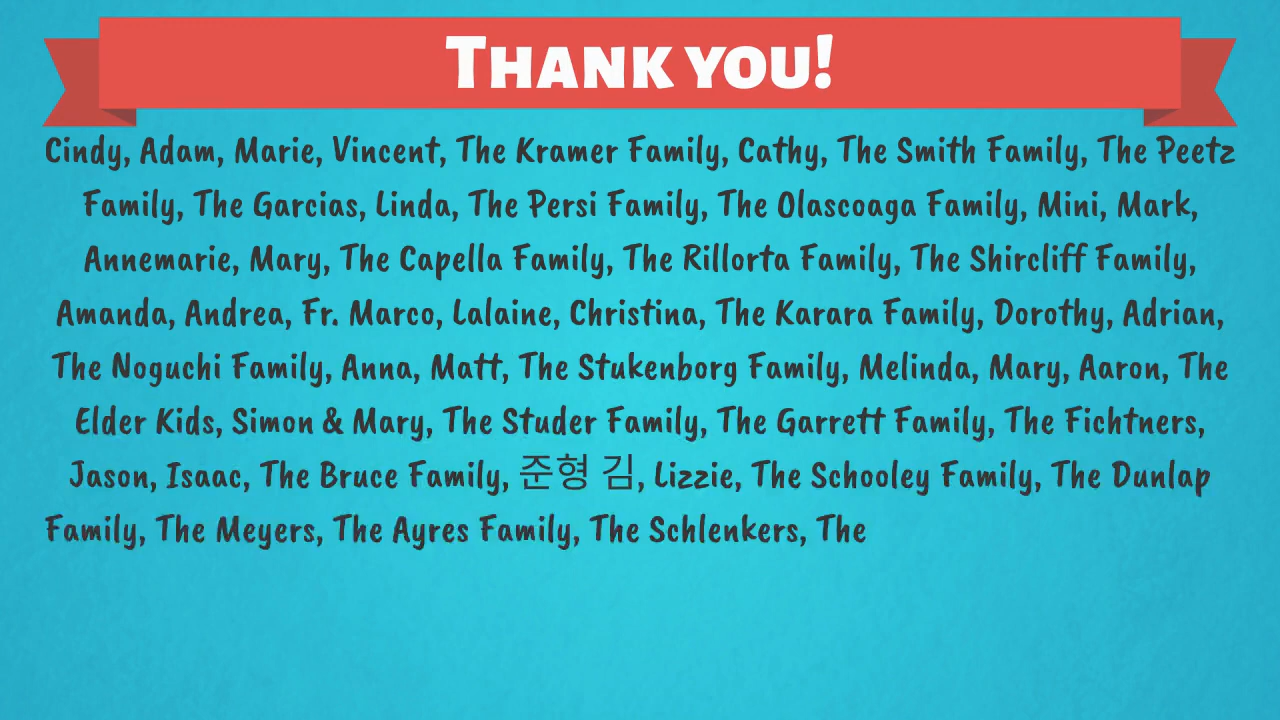 Thank you!
Cindy, Adam, Marie, Vincent, The Kramer Family, Cathy, The Smith Family, The Peetz
Family, The Garcias, Linda, The Persi Family, The Olascoaga Family, Mini, Mark,
Annemarie, Mary, The Capella Family, The Rillorta Family, The Shircliff Family,
Amanda, Andrea, Fr. Marco, Lalaine, Christina, The Karara Family, Dorothy, Adrian,
The Noguchi Family, Anna, Matt, The Stukenborg Family, Melinda, Mary, Aaron, The
Elder Kids, Simon & Mary, The Studer Family, The Garrett Family, The Fichtners,
Jason, Isaac, The Bruce Family, 준형 김, Lizzie, The Schooley Family, The Dunlap
Family, The Meyers, The Ayres Family, The Schlenkers, The